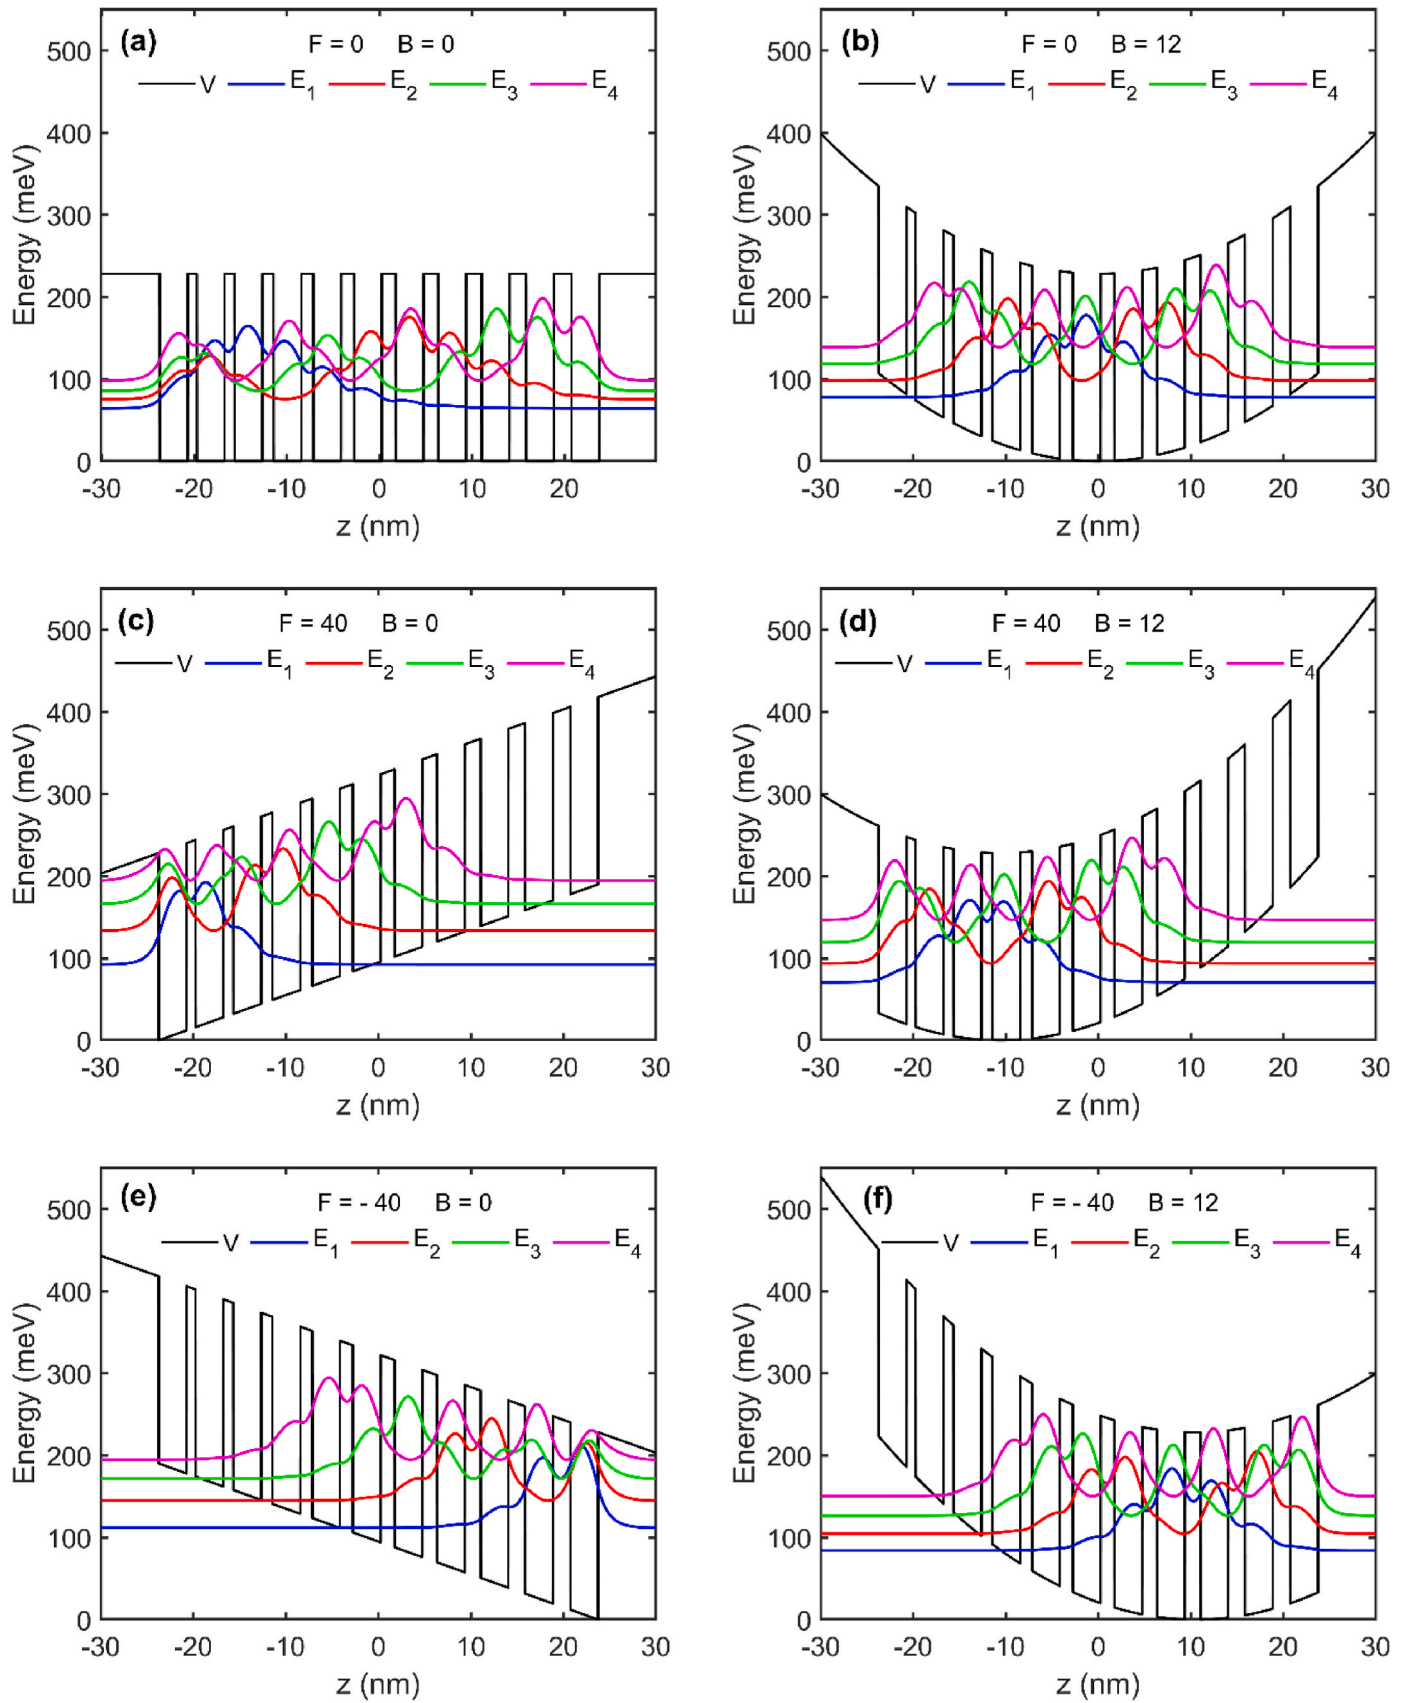 (a) F = 0 B = 0
V E1 E2 E3 E4
500
400
300
200
100
0
Energy (meV)
-30 -20 -10 0 10 20 30
z (nm)
(b) F = 0 B = 12
V E1 E2 E3 E4
500
400
300
200
100
0
Energy (meV)
-30 -20 -10 0 10 20 30
z (nm)
(c) F = 40 B = 0
V E1 E2 E3 E4
500
400
300
200
100
0
Energy (meV)
-30 -20 -10 0 10 20 30
z (nm)
(d) F = 40 B = 12
V E1 E2 E3 E4
500
400
300
200
100
0
Energy (meV)
-30 -20 -10 0 10 20 30
z (nm)
(e) F = - 40 B = 0
V E1 E2 E3 E4
500
400
300
200
100
0
Energy (meV)
-30 -20 -10 0 10 20 30
z (nm)
(f) F = - 40 B = 12
V E1 E2 E3 E4
500
400
300
200
100
0
Energy (meV)
-30 -20 -10 0 10 20 30
z (nm)